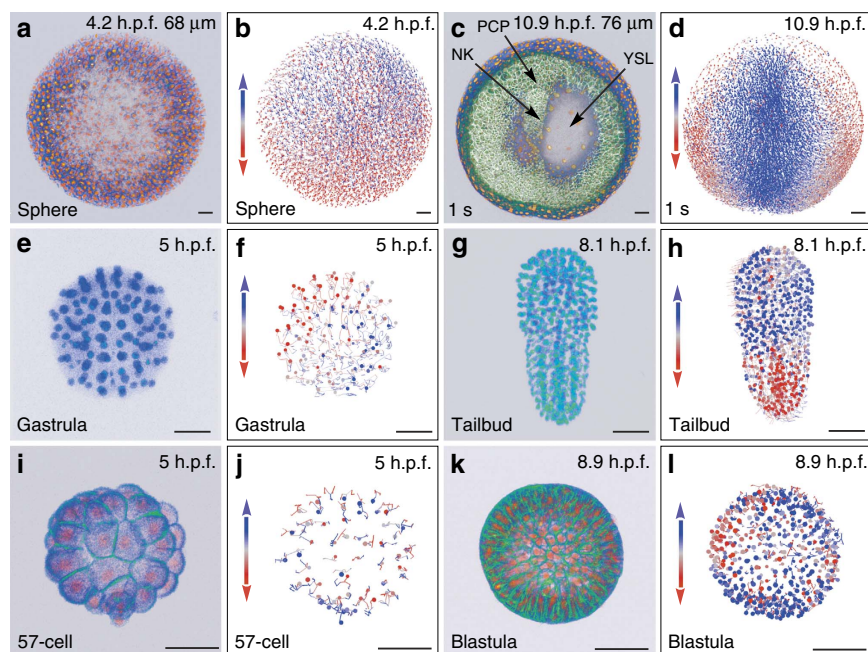 a 4.2 h.p.f. 68 μm
Sphere
b 4.2 h.p.f.
Sphere
c PCP 10.9 h.p.f. 76 μm
NK YSL
1 s
d 10.9 h.p.f.
1 s
e 5 h.p.f.
Gastrula
f 5 h.p.f.
Gastrula
g 8.1 h.p.f.
Tailbud
h 8.1 h.p.f.
Tailbud
i 5 h.p.f.
57-cell
j 5 h.p.f.
57-cell
k 8.9 h.p.f.
Blastula
l 8.9 h.p.f.
Blastula